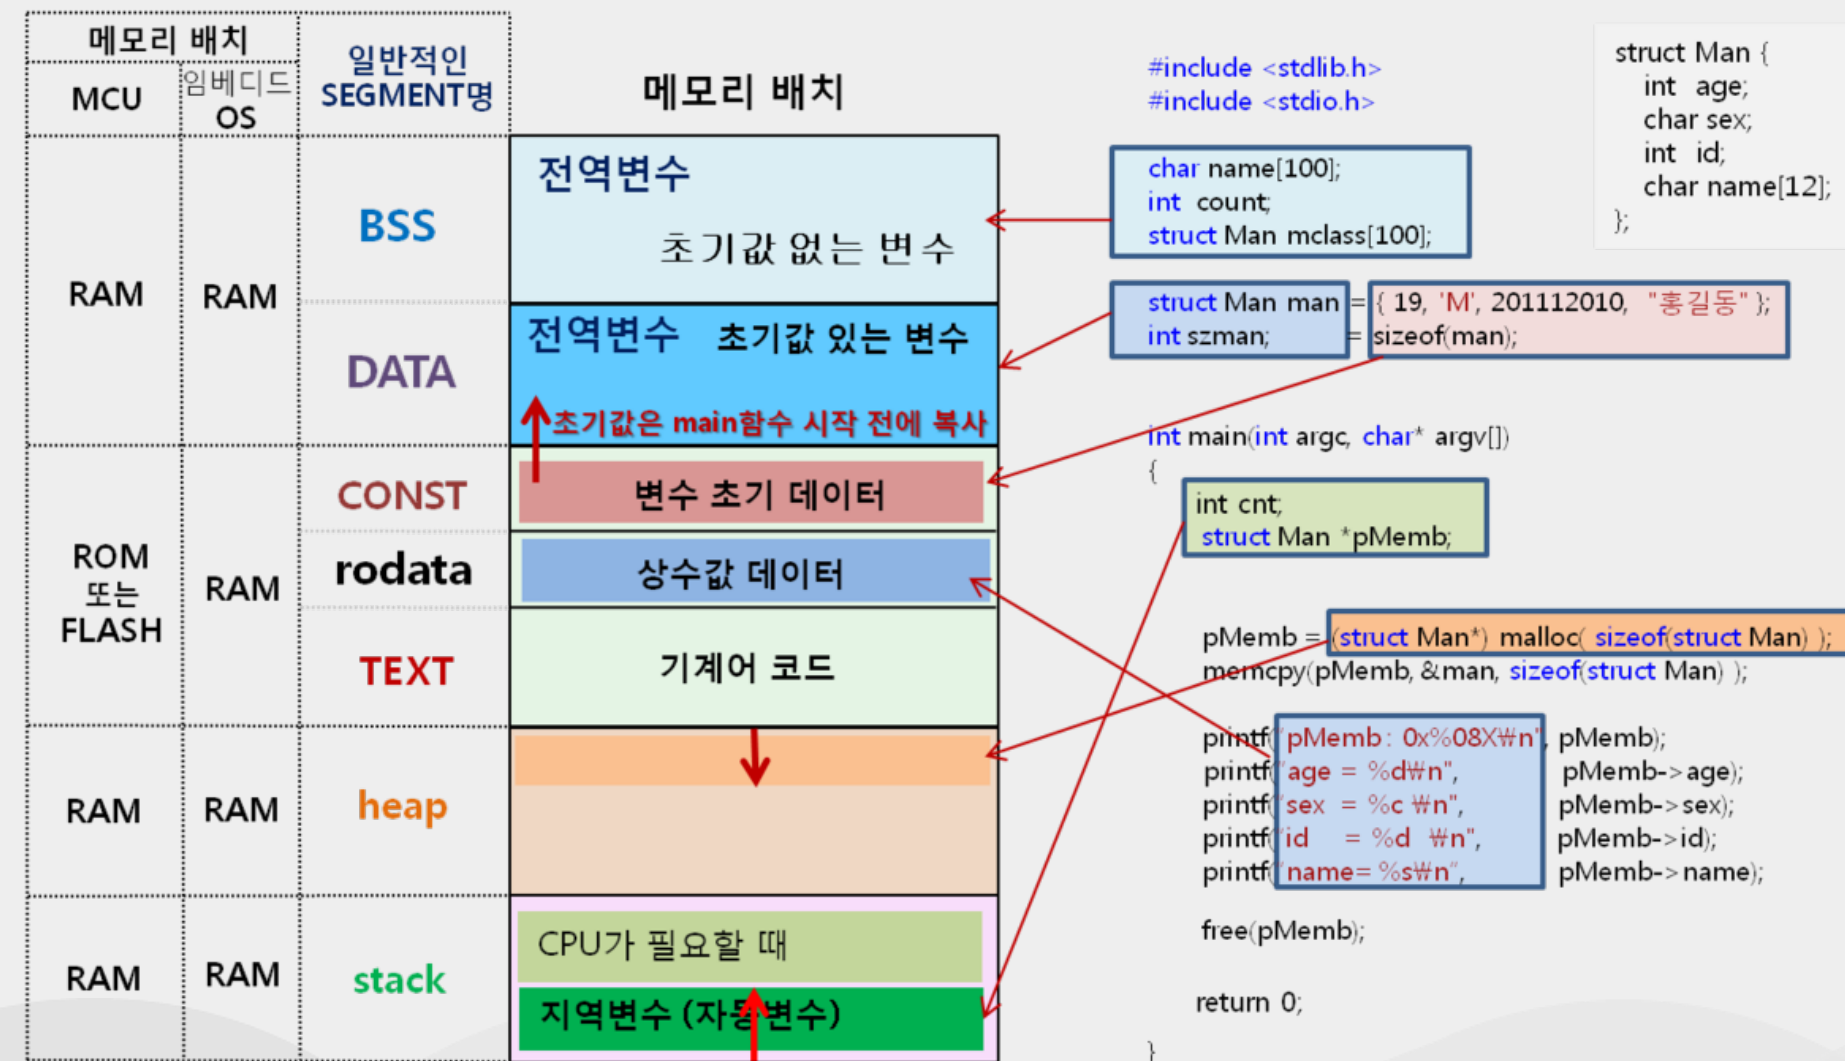 메모리 배치
MCU
임베디드
OS
일반적인
SEGMENT명
메모리 배치
RAM
RAM
BSS
전역변수
초기값 없는 변수
DATA
전역변수 초기값 있는 변수
초기값은 main함수 시작 전에 복사
ROM
또는
FLASH
RAM
CONST
변수 초기 데이터
rodata
상수값 데이터
TEXT
기계어 코드
RAM
RAM
heap
RAM
RAM
stack
CPU가 필요할 때
지역변수 (자동변수)
#include <stdlib.h>
#include <stdio.h>
char name[100];
int count;
struct Man mclass[100];
struct Man man = { 19, 'M', 201112010, "홍길동" };
int szman; = sizeof(man);
int main(int argc, char* argv[])
{
int cnt;
struct Man *pMemb;
pMemb = (struct Man*) malloc( sizeof(struct Man) );
memcpy(pMemb, &man, sizeof(struct Man) );
printf("pMemb : 0x%08X₩n", pMemb);
printf("age = %d₩n", pMemb->age);
printf("sex = %c ₩n", pMemb->sex);
printf("id = %d ₩n", pMemb->id);
printf("name= %s₩n", pMemb->name);
free(pMemb);
return 0;
}
struct Man {
int age;
char sex;
int id;
char name[12];
};